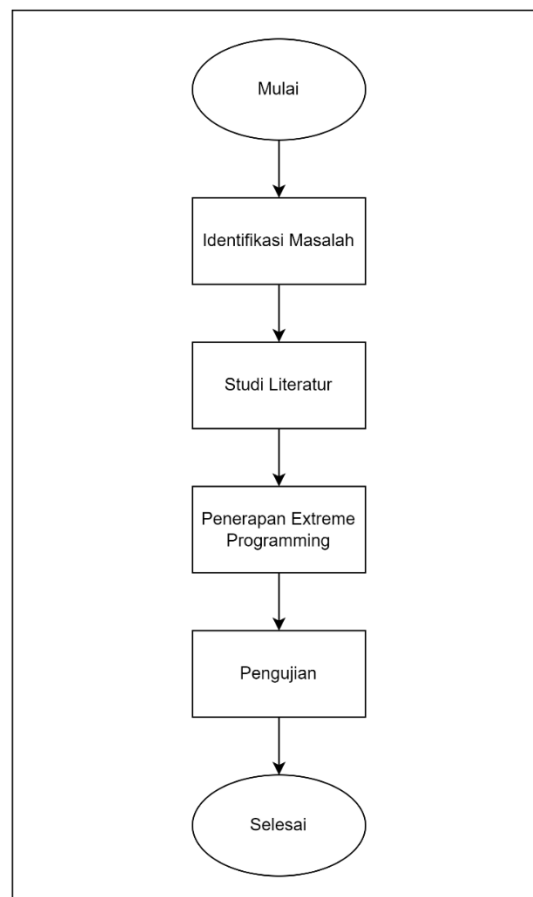 Mulai
Identifikasi Masalah
Studi Literatur
Penerapan Extreme
Programming
Pengujian
Selesai